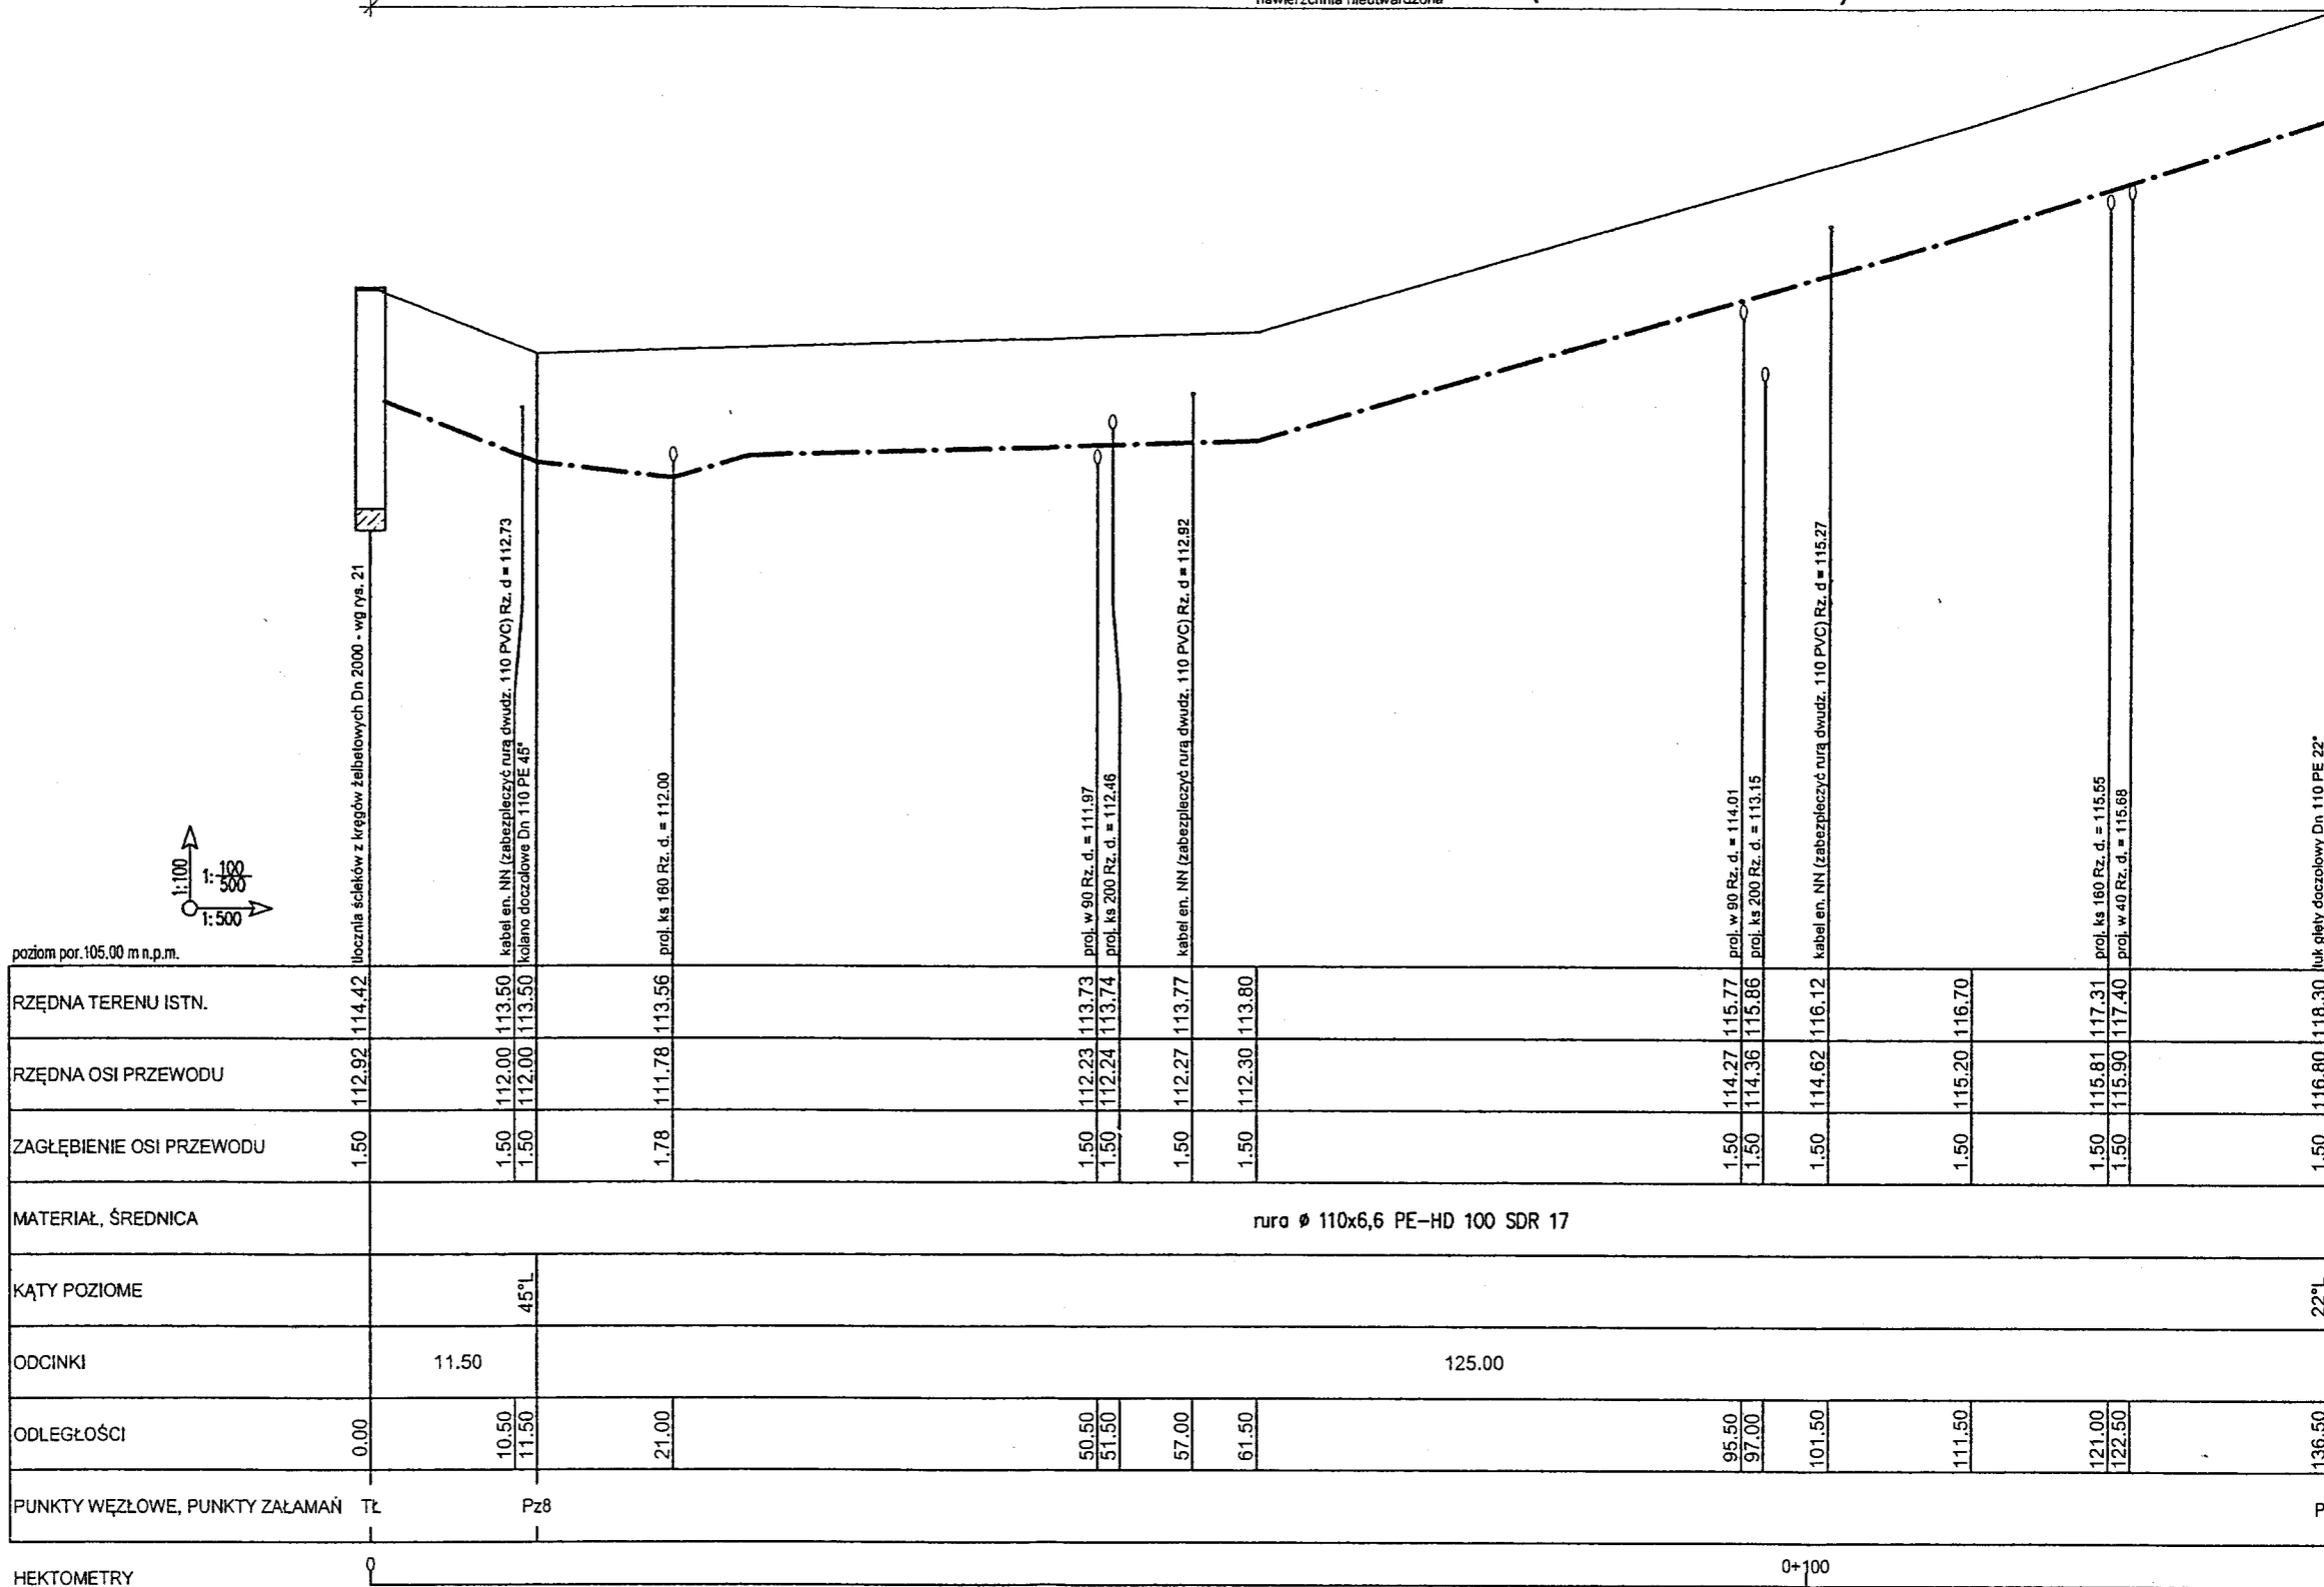 nawierzchnia nieutwardzona
tłocznia ścieków z kręgów żelbetowych Dn 2000 - wg rys. 21
kabel en. NN (zabezpieczyć rurą dwudz. 110 PVC) Rz. d = 112.73
kolano doczołowe Dn 110 PE 45°
proj. ks 160 Rz. d. = 112.00
proj. w 90 Rz. d. = 111.97
proj. ks 200 Rz. d. = 112.46
kabel en. NN (zabezpieczyć rurą dwudz. 110 PVC) Rz. d = 112.92
proj. w 90 Rz. d. = 114.01
proj. ks 200 Rz. d. = 113.15
kabel en. NN (zabezpieczyć rurą dwudz. 110 PVC) Rz. d = 115.27
proj. ks 160 Rz. d. = 115.55
proj. w 40 Rz. d. = 115.68
łuk gięty doczołowy Dn 110 PE 22°
1:100
1:100/500
1:500
poziom por.105.00 m n.p.m.
RZĘDNA TERENU ISTN. 114.42 113.50 113.50 113.56 113.73 113.74 113.77 113.80 115.77 115.86 116.12 116.70 117.31 117.40 118.30
RZĘDNA OSI PRZEWODU 112.92 112.00 112.00 111.78 112.23 112.24 112.27 112.30 114.27 114.36 114.62 115.20 115.81 115.90 116.80
ZAGŁĘBIENIE OSI PRZEWODU 1.50 1.50 1.50 1.78 1.50 1.50 1.50 1.50 1.50 1.50 1.50 1.50 1.50 1.50 1.50
MATERIAŁ, ŚREDNICA rura ø 110x6,6 PE-HD 100 SDR 17
KĄTY POZIOME 45°L 22°L
ODCINKI 11.50 125.00
ODLEGŁOŚCI 0.00 10.50 11.50 21.00 50.50 51.50 57.00 61.50 95.50 97.00 101.50 111.50 121.00 122.50 136.50
PUNKTY WĘZŁOWE, PUNKTY ZAŁAMAŃ TŁ Pz8 P
HEKTOMETRY 0 0+100